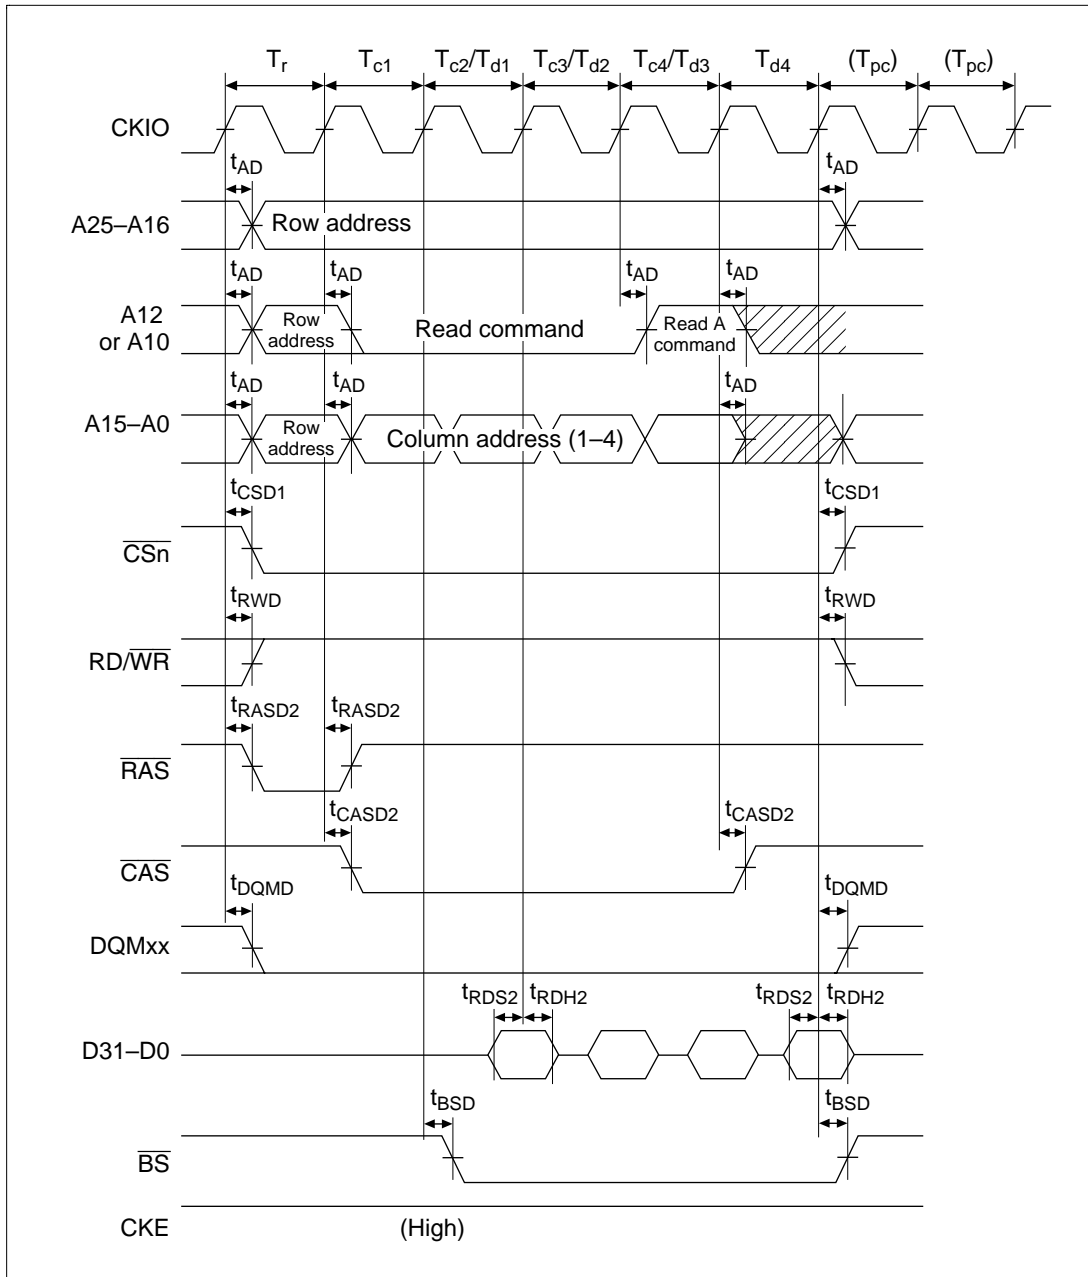 Tr Tc1 Tc2/Td1 Tc3/Td2 Tc4/Td3 Td4 (Tpc) (Tpc)
CKIO
tAD tAD
A25–A16 Row address
tAD tAD tAD tAD
A12
or A10
Row
address
Read command
Read A
command
tAD tAD tAD
A15–A0
Row
address
Column address (1–4)
tCSD1 tCSD1
CSn
tRWD tRWD
RD/WR
tRASD2 tRASD2
RAS
tCASD2 tCASD2
CAS
tDQMD tDQMD
DQMxx
tRDS2 tRDH2 tRDS2 tRDH2
D31–D0
tBSD tBSD
BS
CKE (High)